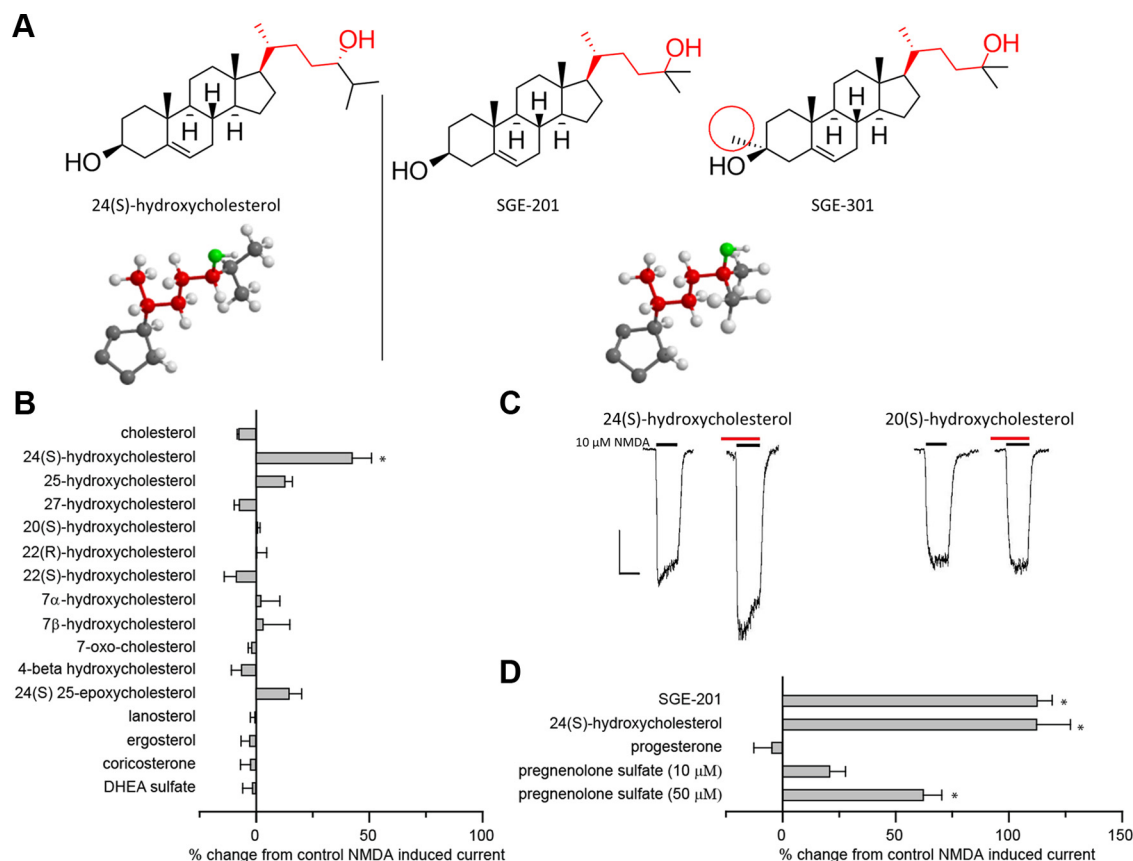 A
OH
H
H
H
HO
24(S)-hydroxycholesterol
OH
H
H
H
HO
SGE-201
OH
H
H
H
HO
SGE-301
B
cholesterol
24(S)-hydroxycholesterol
*
25-hydroxycholesterol
27-hydroxycholesterol
20(S)-hydroxycholesterol
22(R)-hydroxycholesterol
22(S)-hydroxycholesterol
7α-hydroxycholesterol
7β-hydroxycholesterol
7-oxo-cholesterol
4-beta hydroxycholesterol
24(S) 25-epoxycholesterol
lanosterol
ergosterol
coricosterone
DHEA sulfate
0 50 100
% change from control NMDA induced current
C
24(S)-hydroxycholesterol
20(S)-hydroxycholesterol
10 μM NMDA
D
SGE-201 *
24(S)-hydroxycholesterol *
progesterone
pregnenolone sulfate (10 μM)
pregnenolone sulfate (50 μM) *
0 50 100 150
% change from control NMDA induced current